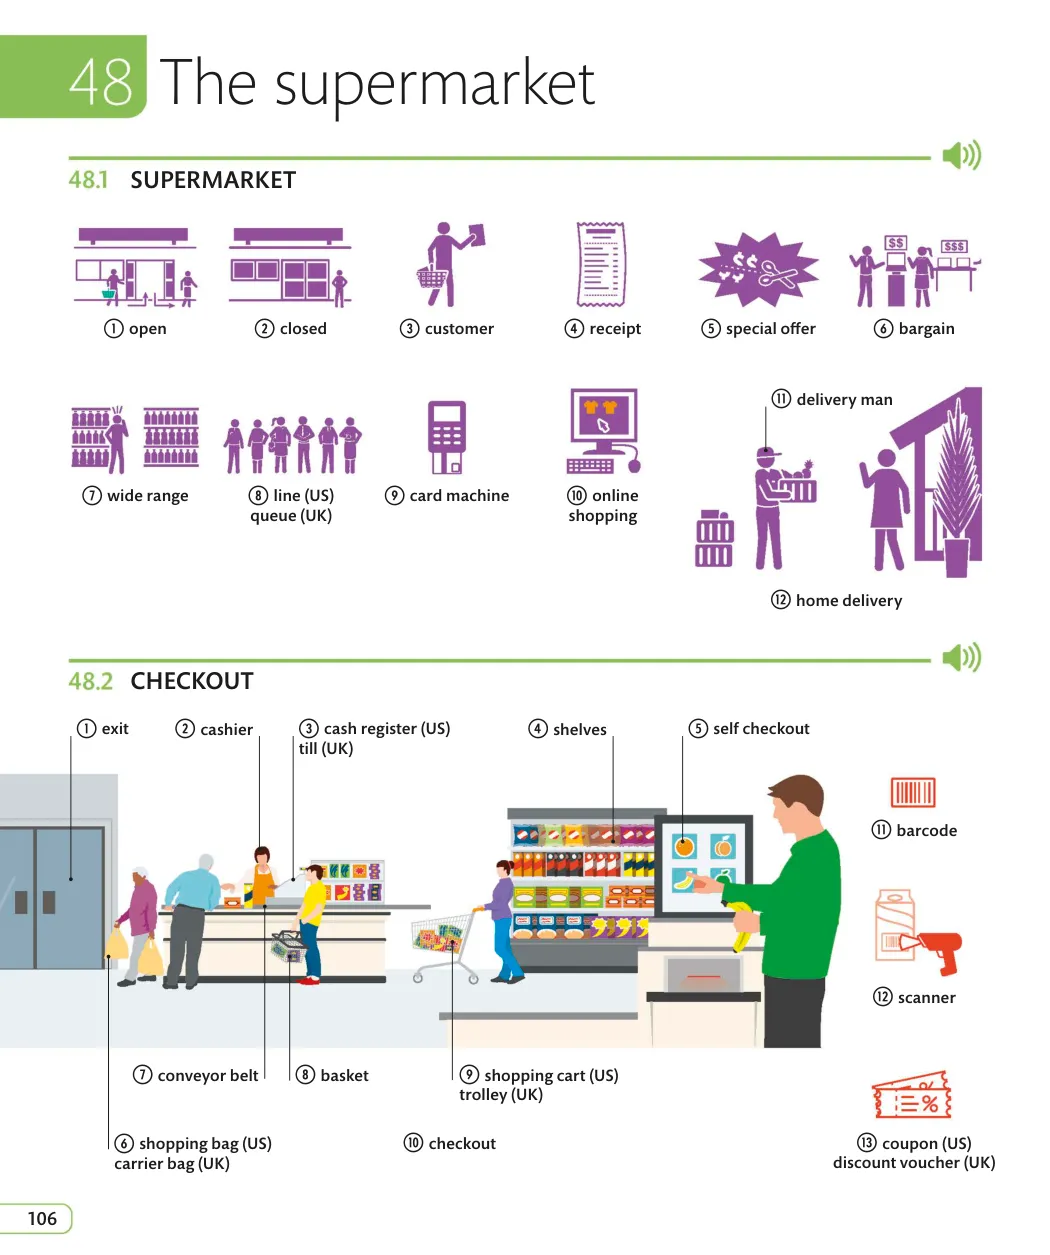 48 The supermarket
48.1 SUPERMARKET
$$
$$$
1 open
2 closed
3 customer
4 receipt
5 special offer
6 bargain
7 wide range
8 line (US)
queue (UK)
9 card machine
10 online
shopping
11 delivery man
12 home delivery
48.2 CHECKOUT
1 exit
2 cashier
3 cash register (US)
till (UK)
4 shelves
5 self checkout
11 barcode
12 scanner
7 conveyor belt
8 basket
9 shopping cart (US)
trolley (UK)
%
%
6 shopping bag (US)
carrier bag (UK)
10 checkout
13 coupon (US)
discount voucher (UK)
106